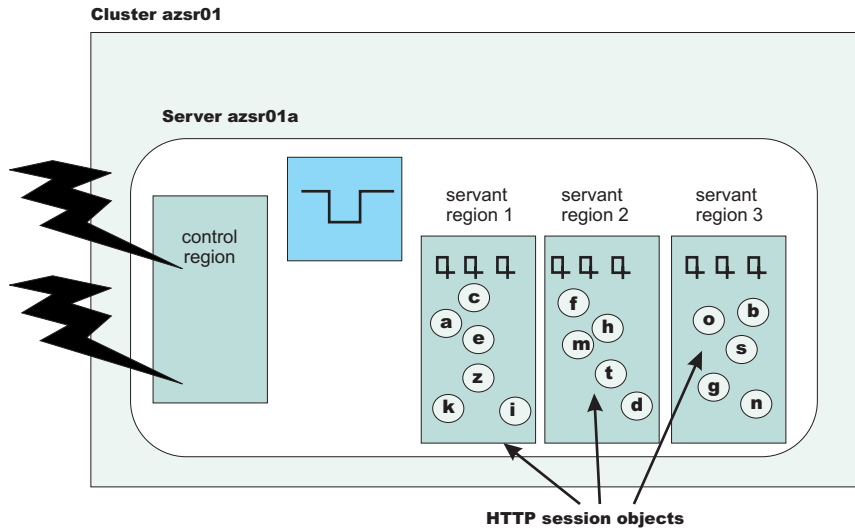 Cluster azsr01
Server azsr01a
control
region
servant
region 1
servant
region 2
servant
region 3
c
a
e
z
k
i
f
h
m
t
d
b
o
s
g
n
HTTP session objects